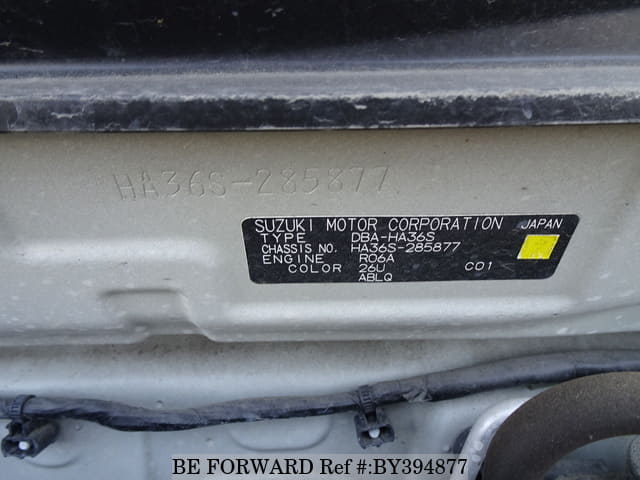 HA36S-285877
SUZUKI MOTOR CORPORATION JAPAN
TYPE DBA-HA36S
CHASSIS NO. HA36S-285877
ENGINE R06A
COLOR 26U C01
ABLQ
BE FORWARD Ref #:BY394877